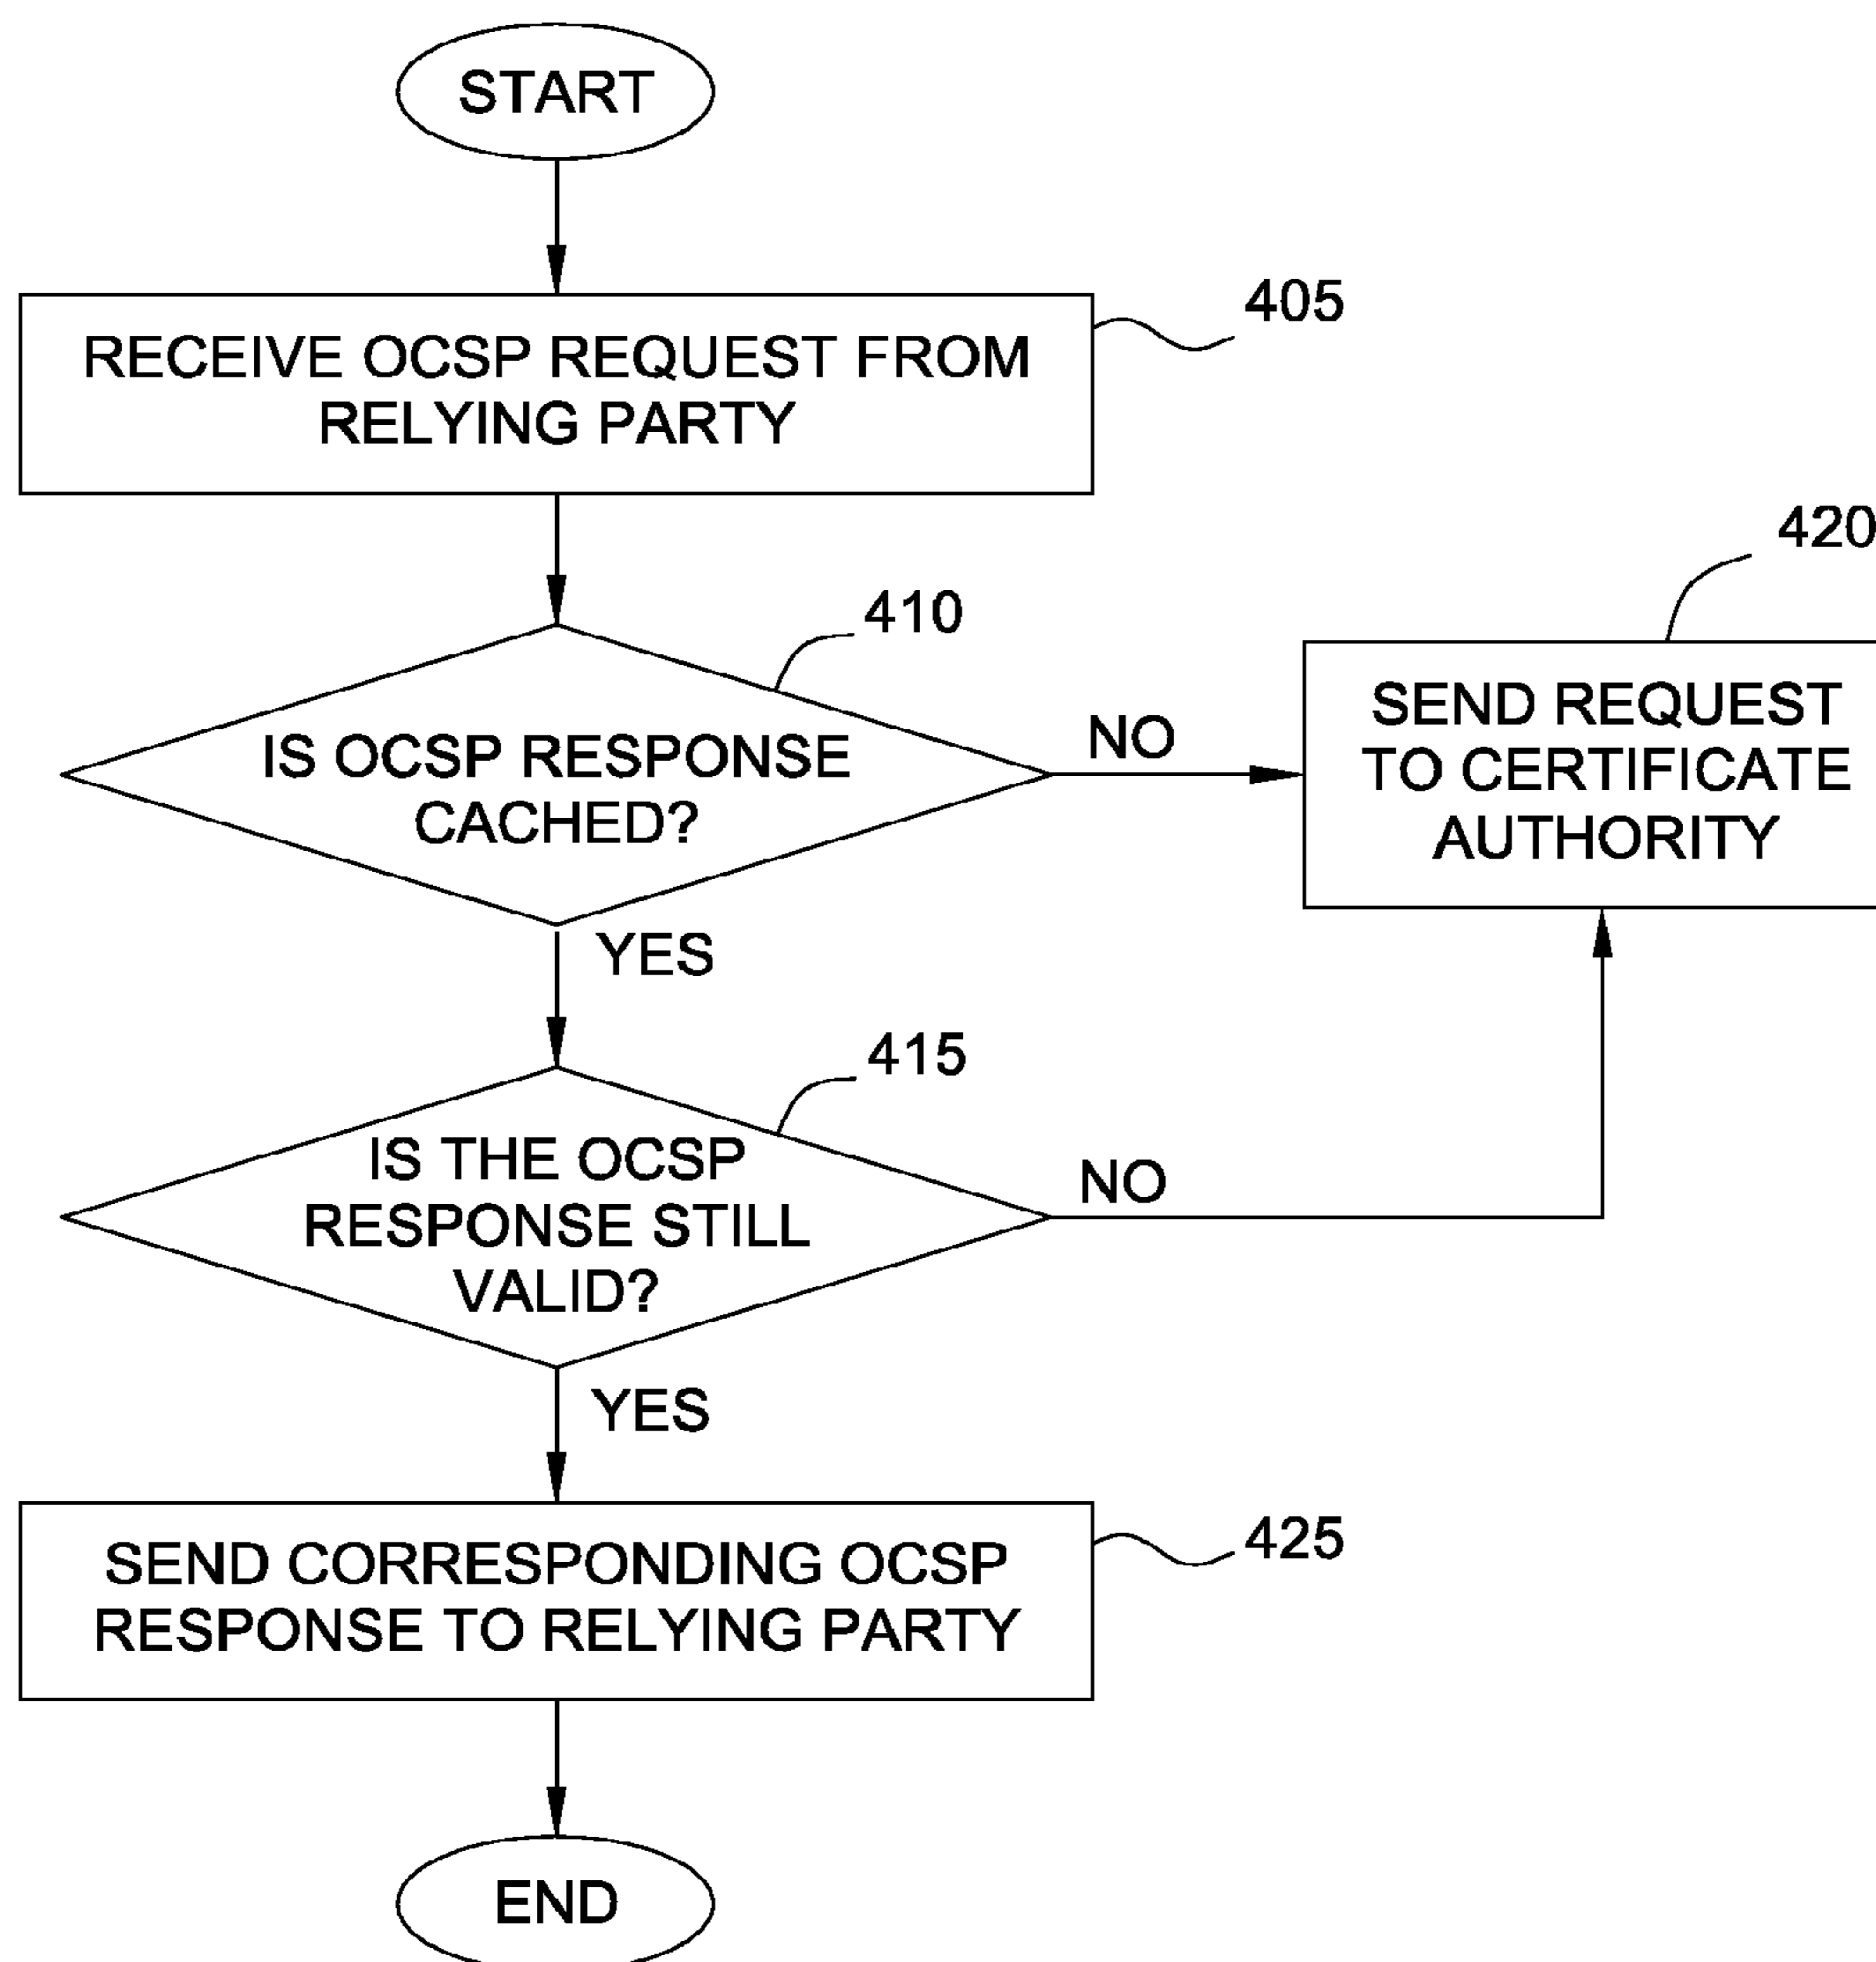 START
405
RECEIVE OCSP REQUEST FROM
RELYING PARTY
420
410
SEND REQUEST
TO CERTIFICATE
AUTHORITY
NO
IS OCSP RESPONSE
CACHED?
YES
415
IS THE OCSP
RESPONSE STILL
VALID?
NO
YES
425
SEND CORRESPONDING OCSP
RESPONSE TO RELYING PARTY
END